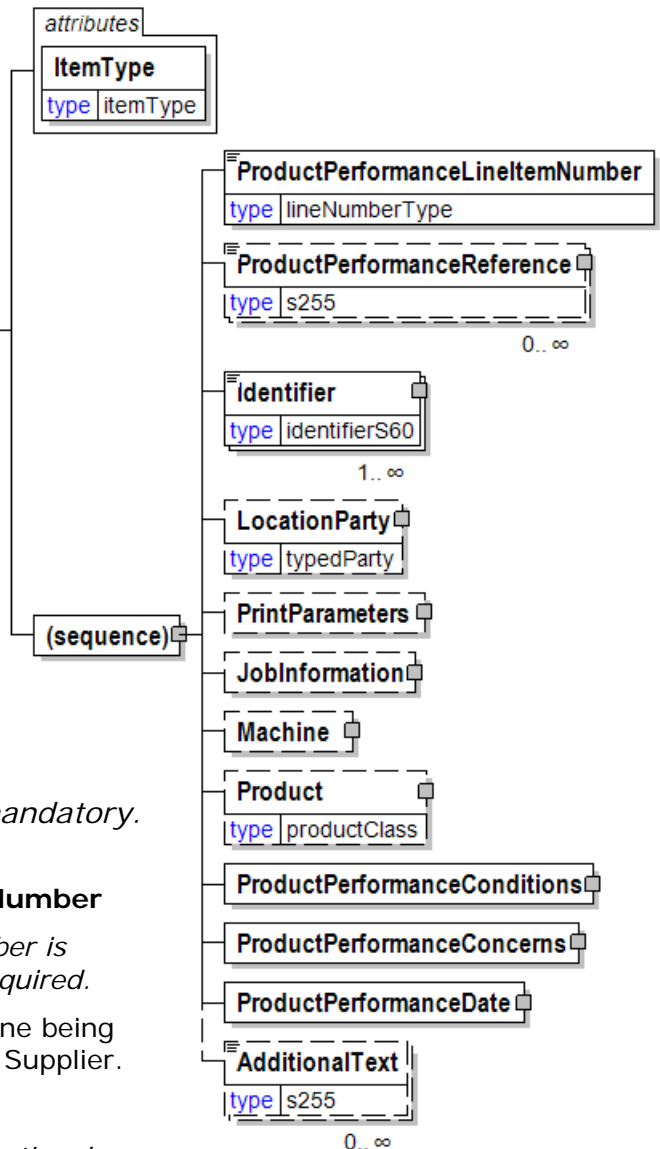 attributes
ItemType
type itemType
ProductPerformanceLineItemNumber
type lineNumberType
ProductPerformanceReference
type s255
0.. ∞
Identifier
type identifierS60
1.. ∞
LocationParty
type typedParty
PrintParameters
(sequence)
JobInformation
Machine
Product
type productClass
andatory.
ProductPerformanceConditions
ber is
ProductPerformanceConcerns
quired.
ProductPerformanceDate
ne being
Supplier.
AdditionalText
type s255
0.. ∞